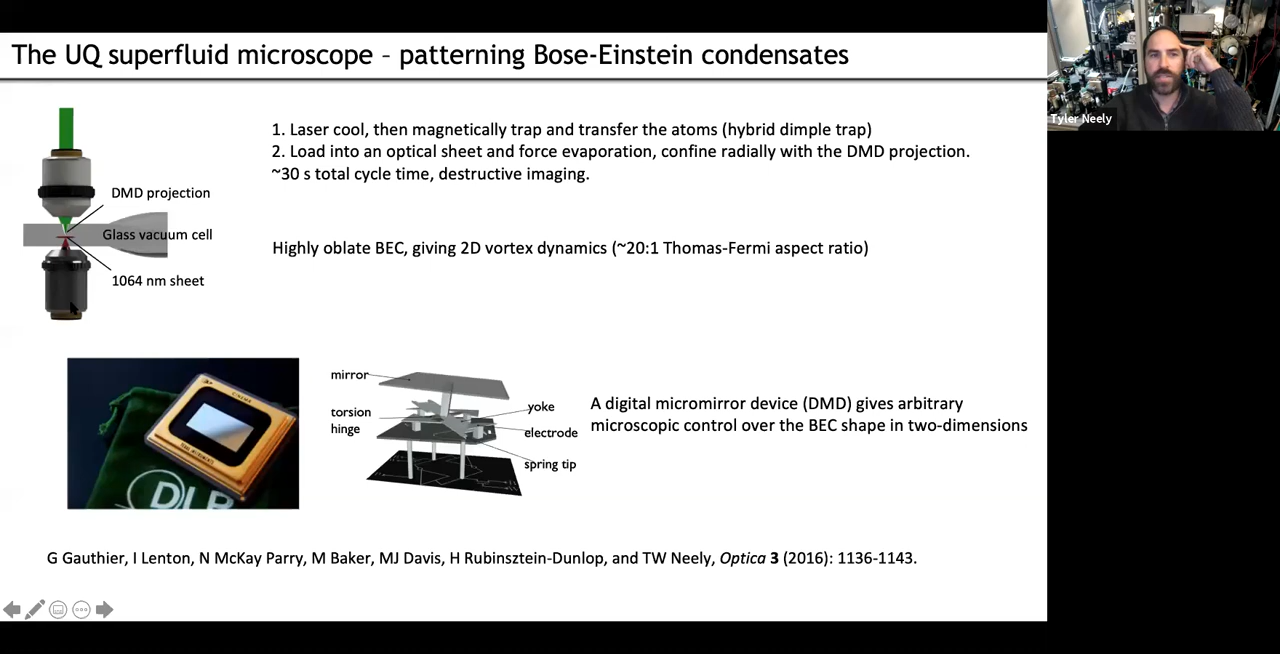 The UQ superfluid microscope – patterning Bose-Einstein condensates
Tyler Neely
1. Laser cool, then magnetically trap and transfer the atoms (hybrid dimple trap)
2. Load into an optical sheet and force evaporation, confine radially with the DMD projection.
~30 s total cycle time, destructive imaging.
DMD projection
Glass vacuum cell
1064 nm sheet
Highly oblate BEC, giving 2D vortex dynamics (~20:1 Thomas-Fermi aspect ratio)
DLP
mirror
torsion
hinge
yoke
electrode
spring tip
A digital micromirror device (DMD) gives arbitrary
microscopic control over the BEC shape in two-dimensions
G Gauthier, I Lenton, N McKay Parry, M Baker, MJ Davis, H Rubinsztein-Dunlop, and TW Neely, Optica 3 (2016): 1136-1143.